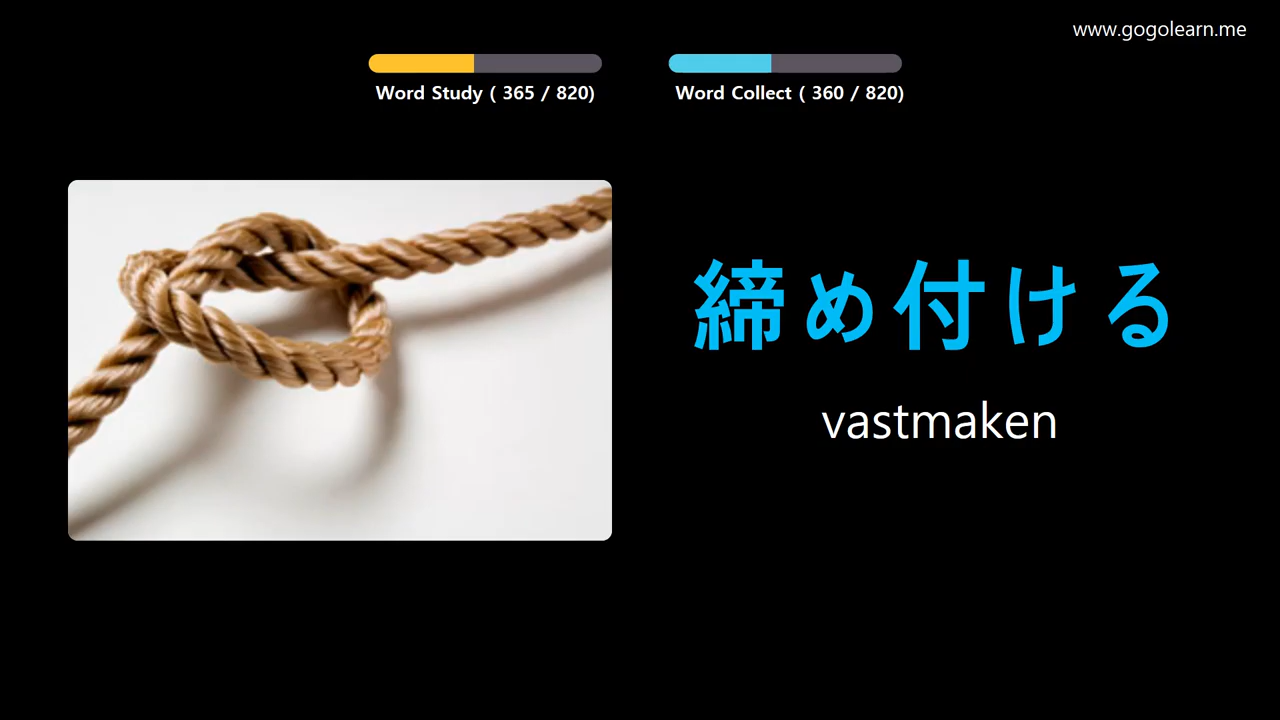 www.gogolearn.me
Word Study ( 365 / 820)
Word Collect ( 360 / 820)
締め付ける
vastmaken